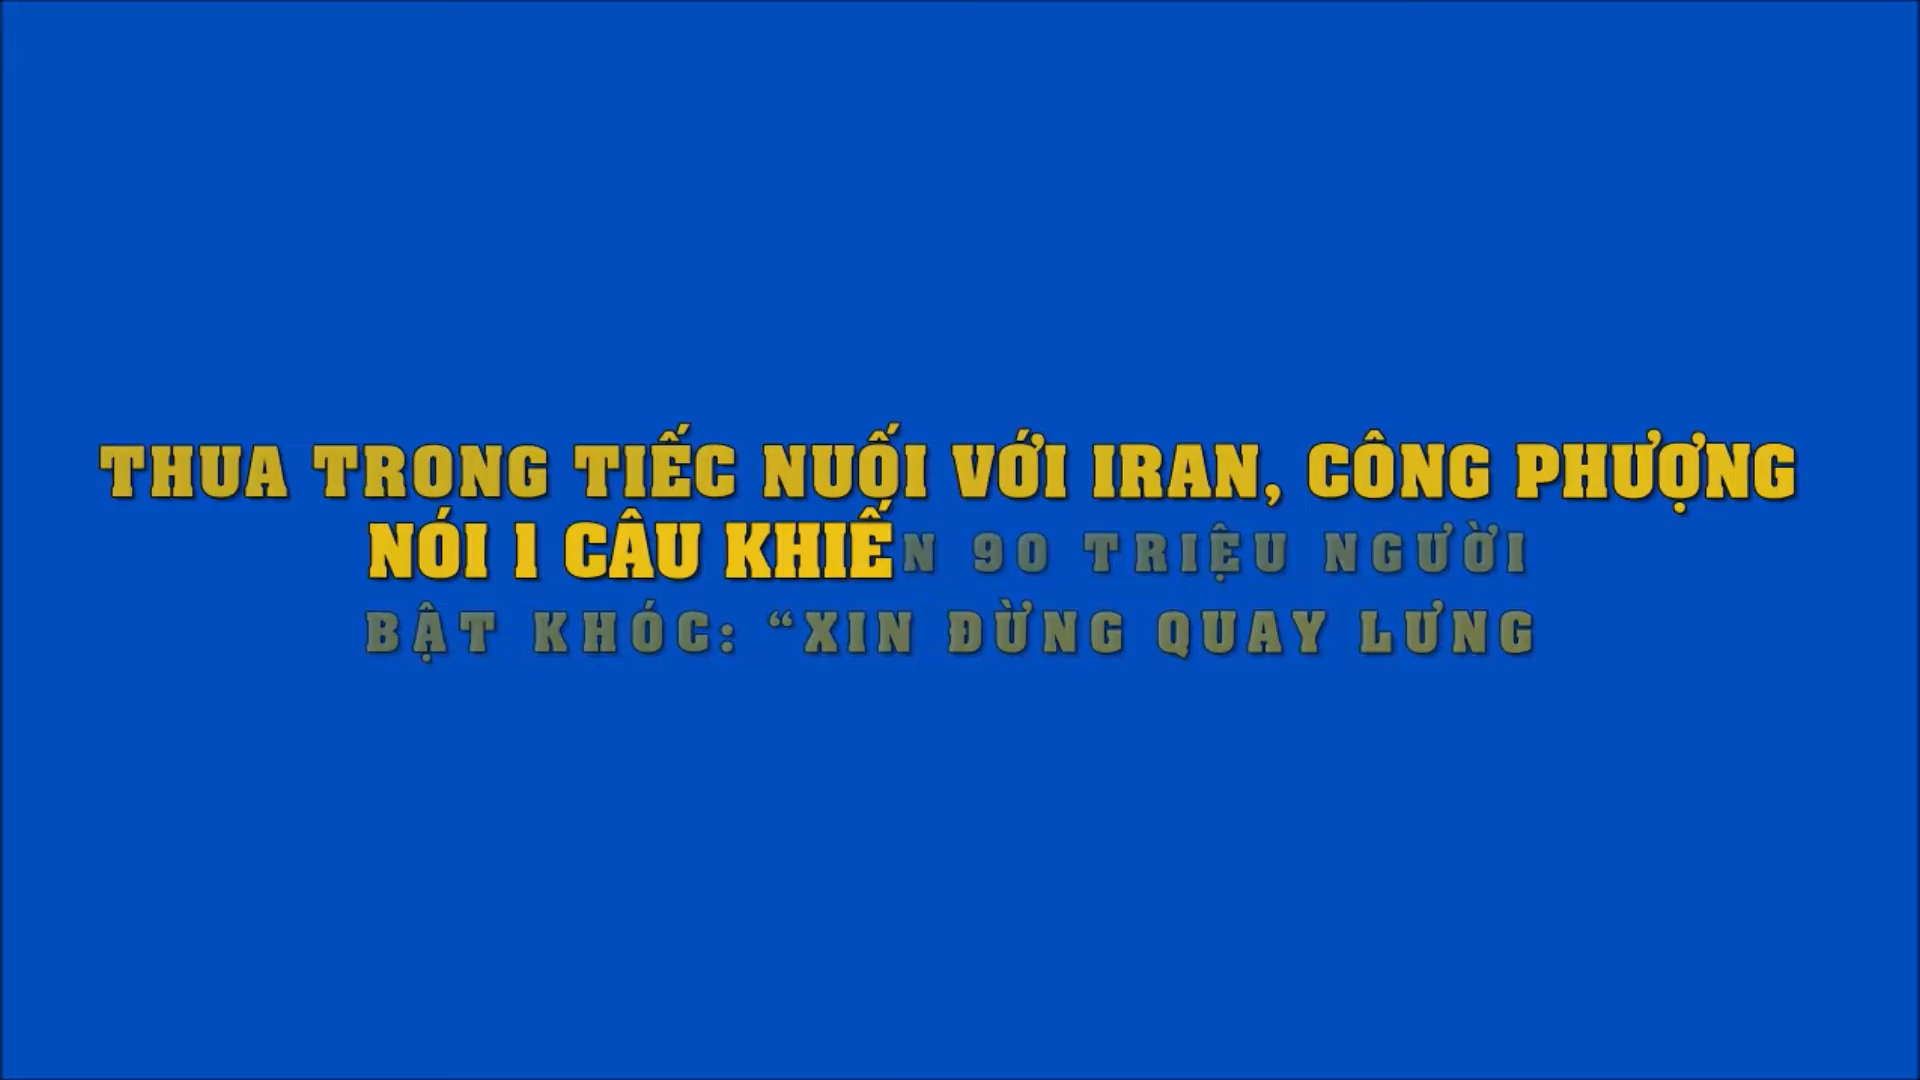 THUA TRONG TIẾC NUỐI VỚI IRAN, CÔNG PHƯỢNG
NÓI 1 CÂU KHIẾN 90 TRIỆU NGƯỜI
BẬT KHÓC: “XIN ĐỪNG QUAY LƯNG